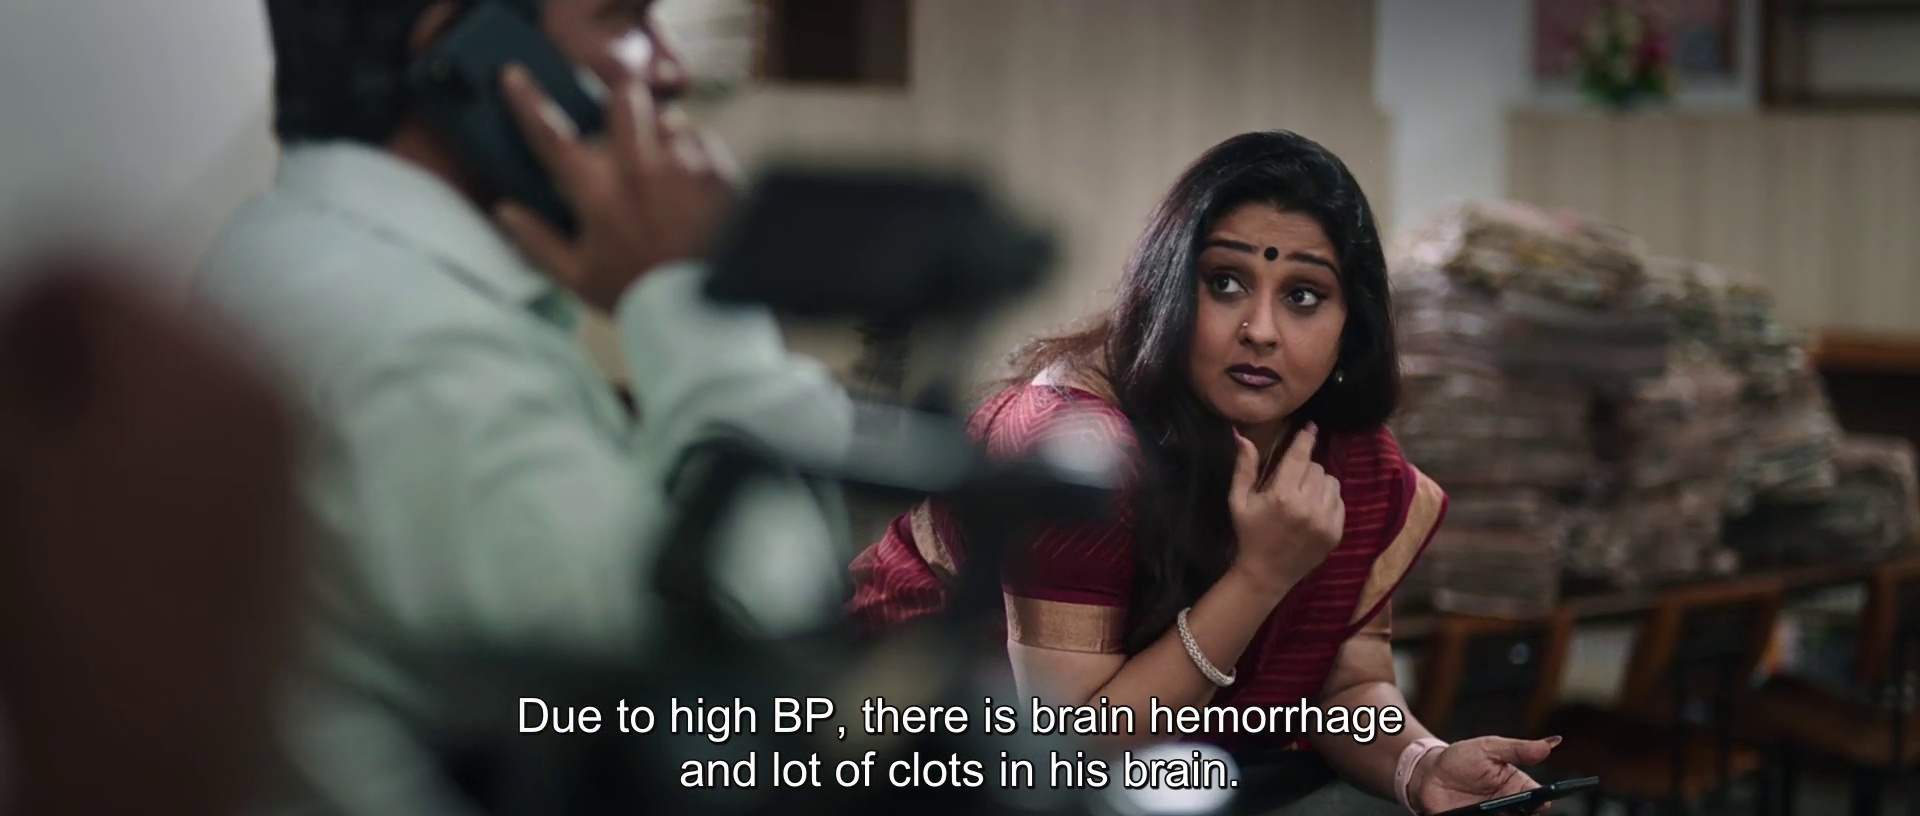 Due to high BP, there is brain hemorrhage
and lot of clots in his brain.